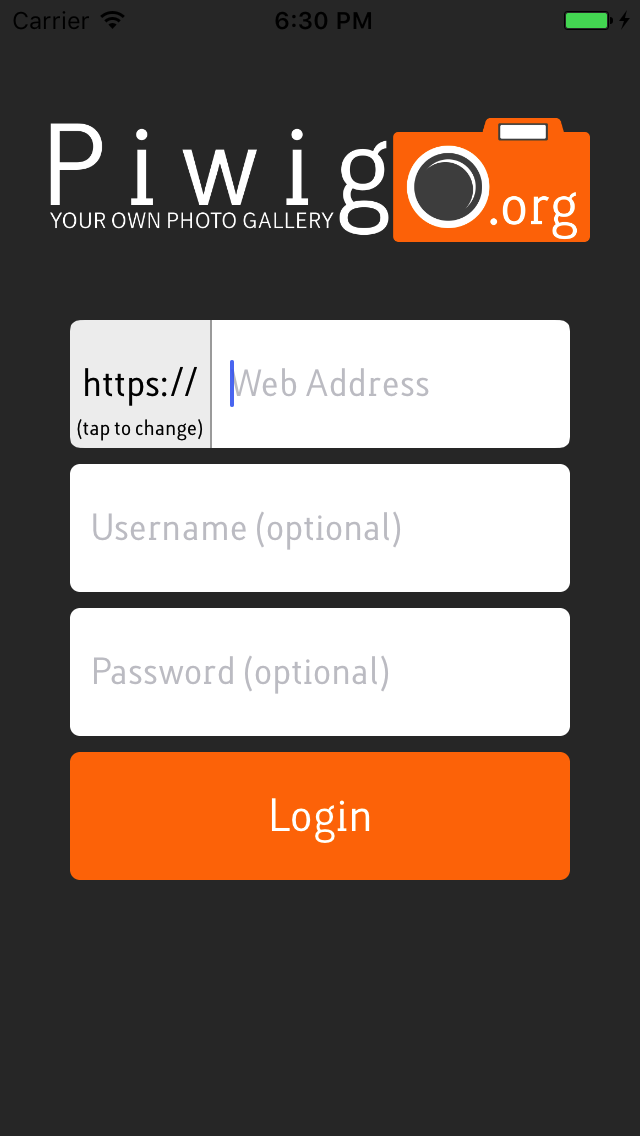 Carrier 6:30 PM
Piwigo.org
YOUR OWN PHOTO GALLERY
https:// Web Address
(tap to change)
Username (optional)
Password (optional)
Login